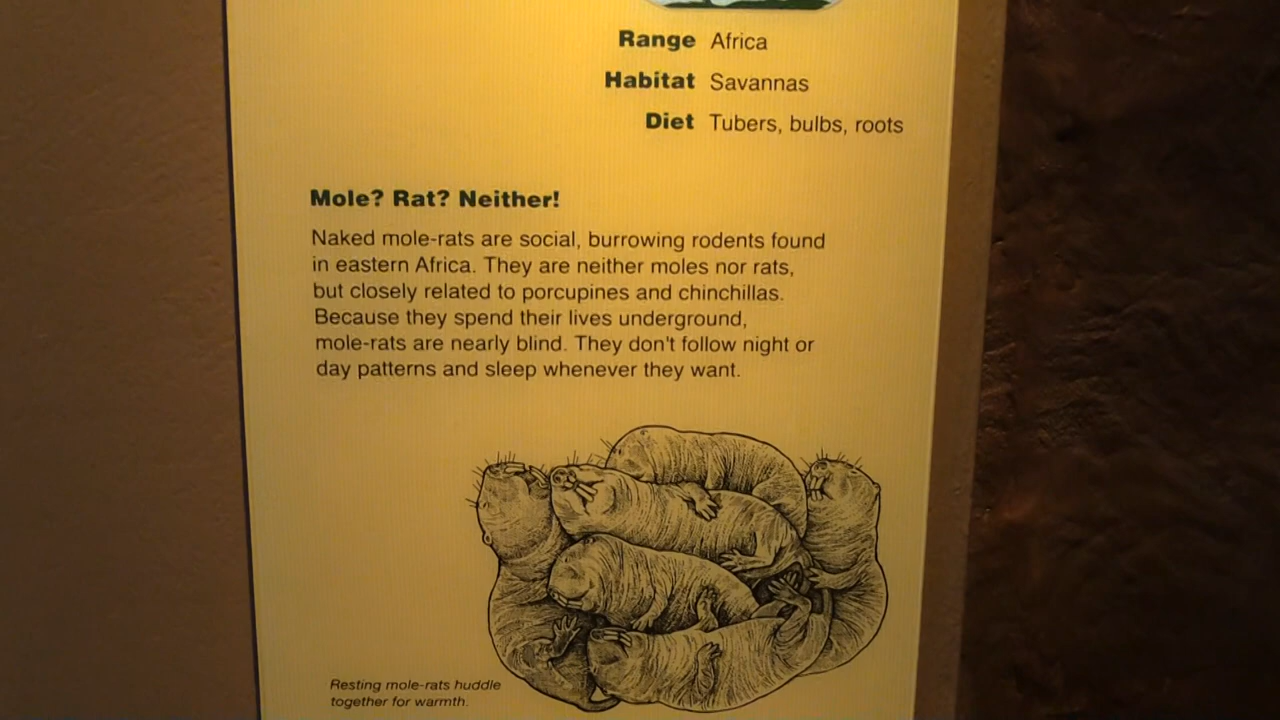 Range Africa
Habitat Savannas
Diet Tubers, bulbs, roots
Mole? Rat? Neither!
Naked mole-rats are social, burrowing rodents found
in eastern Africa. They are neither moles nor rats,
but closely related to porcupines and chinchillas.
Because they spend their lives underground,
mole-rats are nearly blind. They don't follow night or
day patterns and sleep whenever they want.
Resting mole-rats huddle
together for warmth.